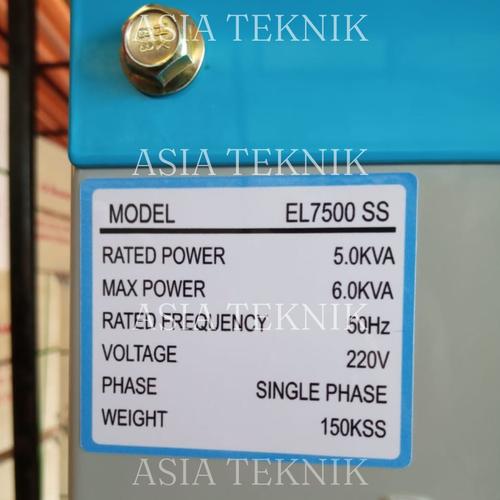 ASIA TEKNIK
ASIA TEKNIK
MODEL EL7500 SS
RATED POWER 5.0KVA
MAX POWER 6.0KVA
ASIA TEKNIK
RATED FREQUENCY 50Hz
VOLTAGE 220V
PHASE SINGLE PHASE
WEIGHT 150KSS
ASIA TEKNIK